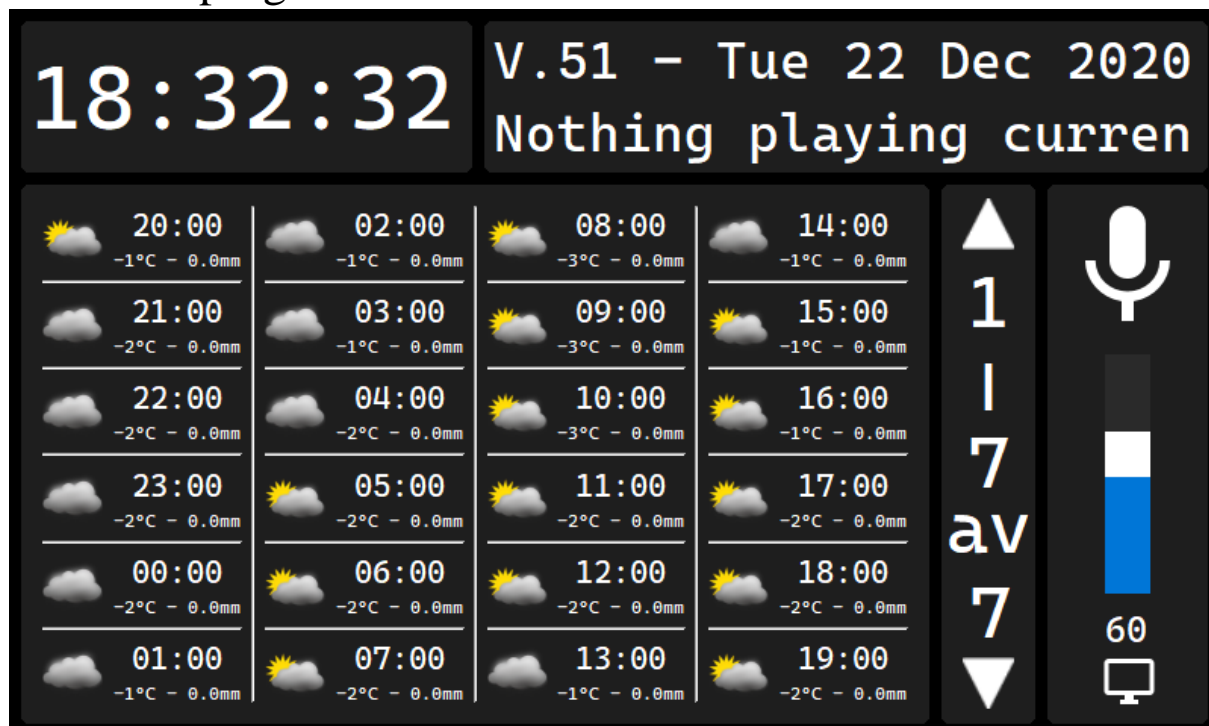 18:32:32
V.51 – Tue 22 Dec 2020
Nothing playing curren
20:00
-1°C – 0.0mm
21:00
-2°C – 0.0mm
22:00
-2°C – 0.0mm
23:00
-2°C – 0.0mm
00:00
-2°C – 0.0mm
01:00
-1°C – 0.0mm
02:00
-1°C – 0.0mm
03:00
-1°C – 0.0mm
04:00
-2°C – 0.0mm
05:00
-2°C – 0.0mm
06:00
-2°C – 0.0mm
07:00
-2°C – 0.0mm
08:00
-3°C – 0.0mm
09:00
-3°C – 0.0mm
10:00
-3°C – 0.0mm
11:00
-2°C – 0.0mm
12:00
-2°C – 0.0mm
13:00
-1°C – 0.0mm
14:00
-1°C – 0.0mm
15:00
-1°C – 0.0mm
16:00
-1°C – 0.0mm
17:00
-2°C – 0.0mm
18:00
-2°C – 0.0mm
19:00
-2°C – 0.0mm
1
|
7
av
7
60